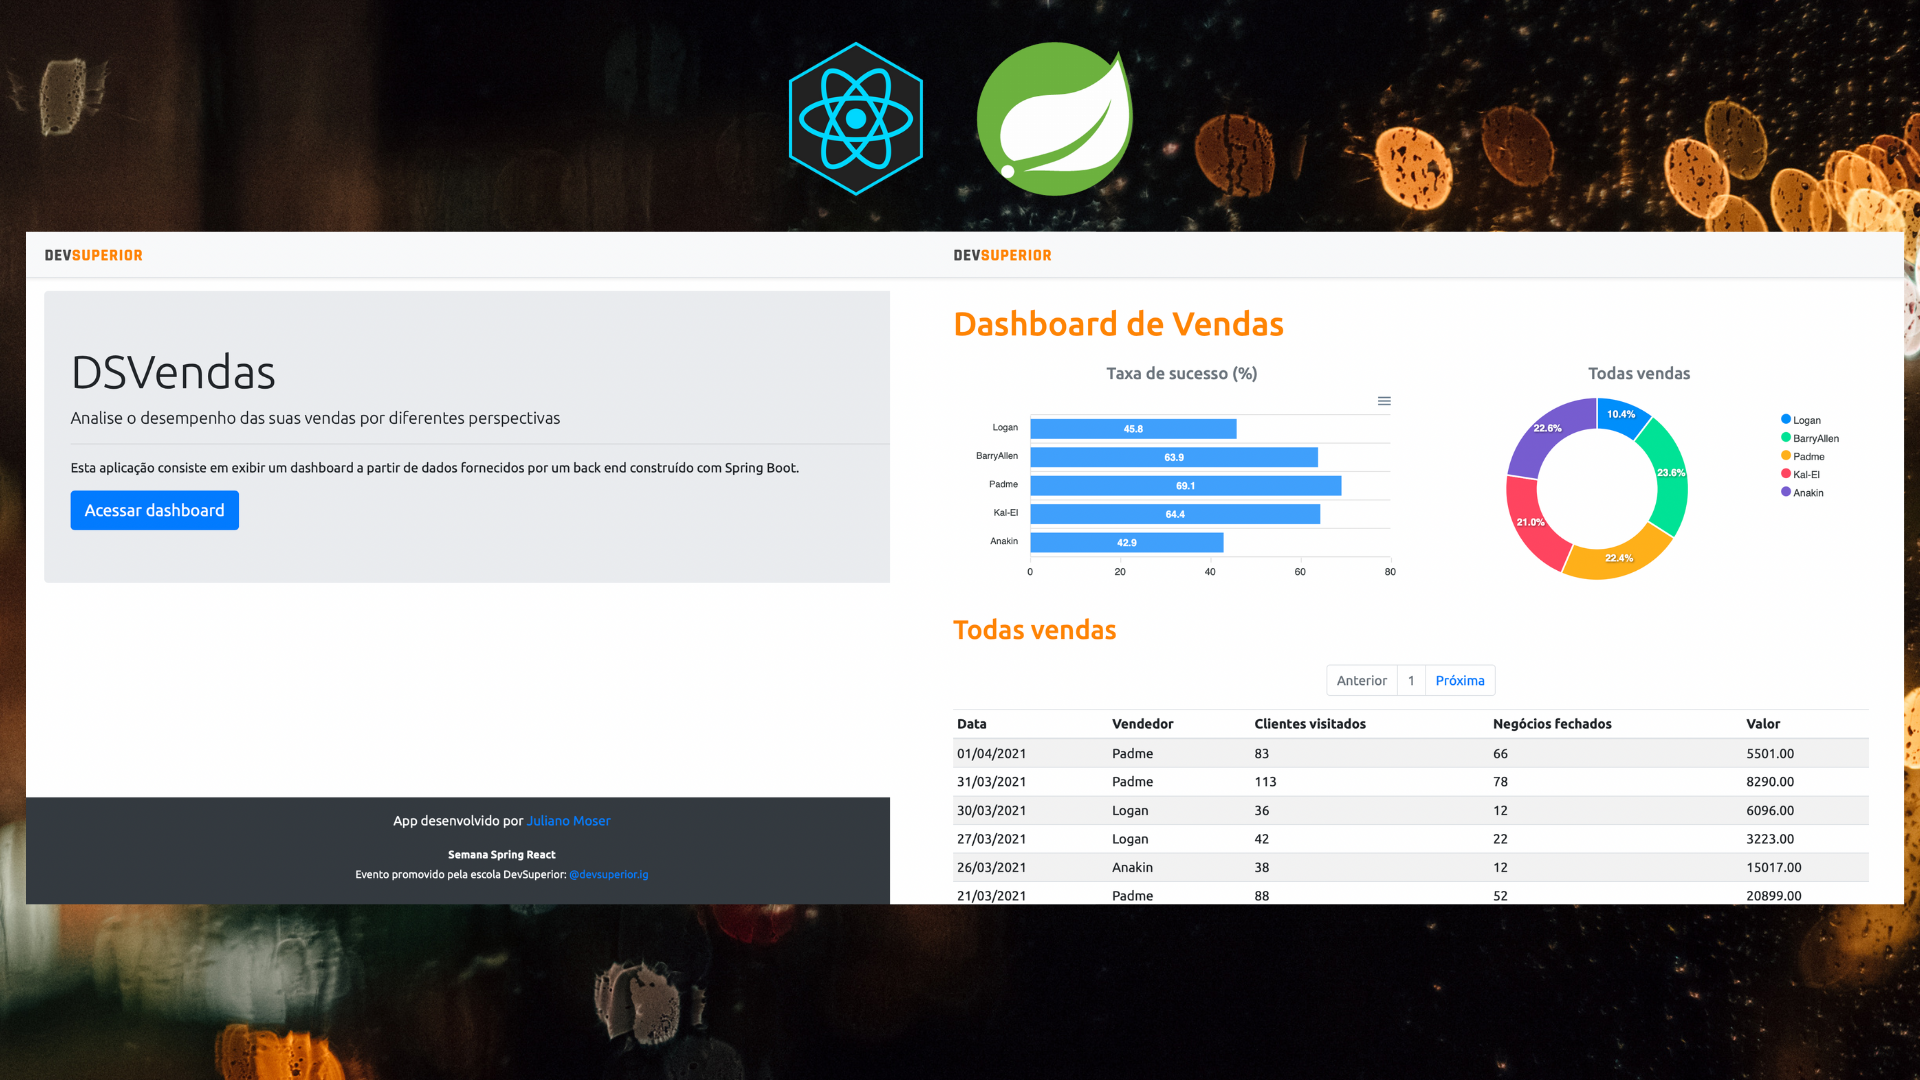 DEVSUPERIOR
DSVendas
Analise o desempenho das suas vendas por diferentes perspectivas
Esta aplicação consiste em exibir um dashboard a partir de dados fornecidos por um back end construído com Spring Boot.
Acessar dashboard
App desenvolvido por Juliano Moser
Semana Spring React
Evento promovido pela escola DevSuperior: @devsuperior.ig
DEVSUPERIOR
Dashboard de Vendas
Taxa de sucesso (%)
Logan 45.8
BarryAllen 63.9
Padme 69.1
Kal-El 64.4
Anakin 42.9
0 20 40 60 80
Todas vendas
10.4%
23.6%
22.4%
21.0%
22.6%
Logan
BarryAllen
Padme
Kal-El
Anakin
Todas vendas
Anterior 1 Próxima
Data Vendedor Clientes visitados Negócios fechados Valor
01/04/2021 Padme 83 66 5501.00
31/03/2021 Padme 113 78 8290.00
30/03/2021 Logan 36 12 6096.00
27/03/2021 Logan 42 22 3223.00
26/03/2021 Anakin 38 12 15017.00
21/03/2021 Padme 88 52 20899.00